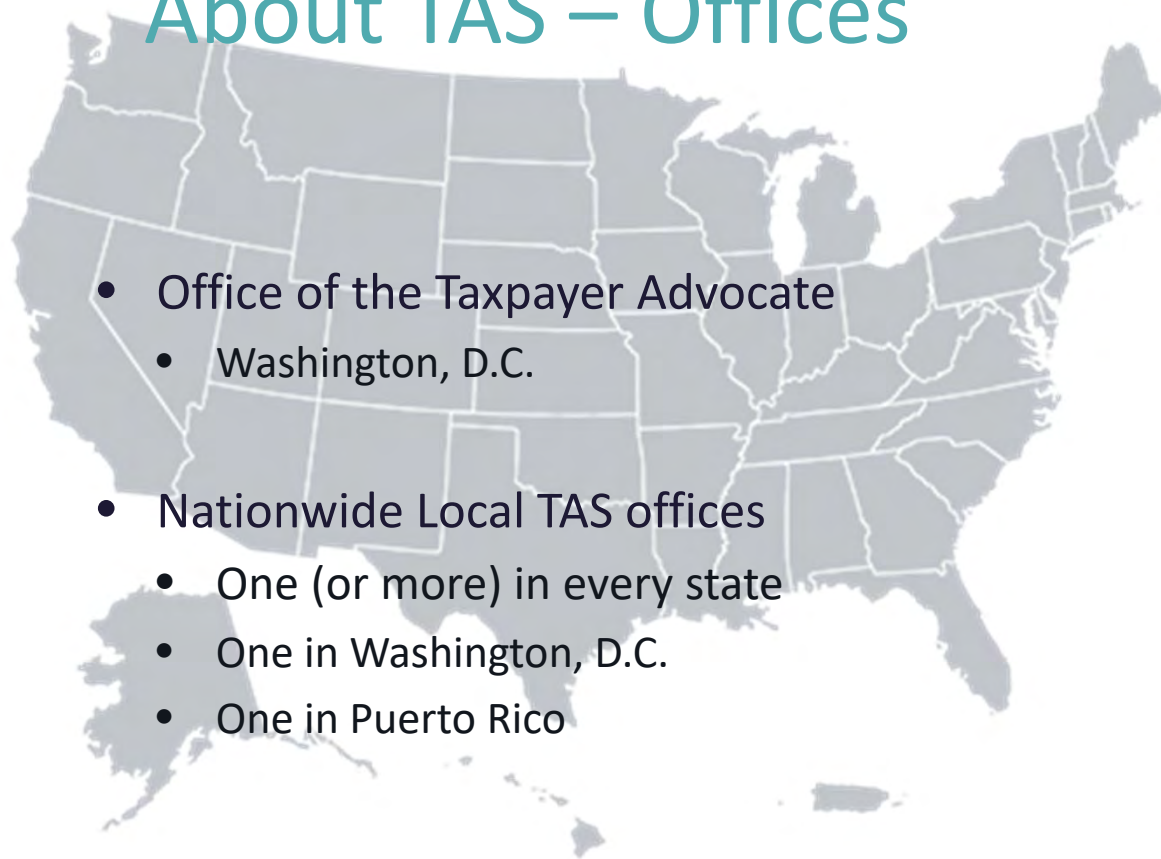 About TAS – Offices
• Office of the Taxpayer Advocate
• Washington, D.C.
• Nationwide Local TAS offices
• One (or more) in every state
• One in Washington, D.C.
• One in Puerto Rico